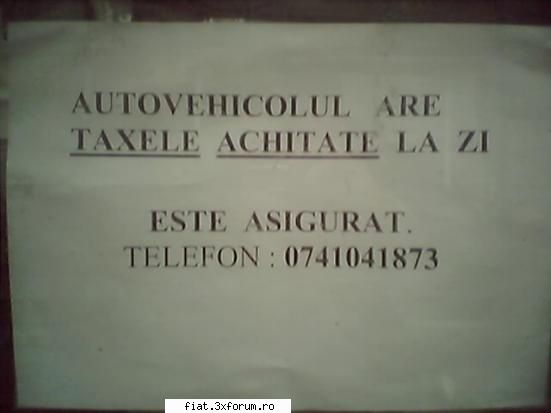 AUTOVEHICOLUL ARE
TAXELE ACHITATE LA ZI
ESTE ASIGURAT.
TELEFON : 0741041873
fiat.3xforum.ro